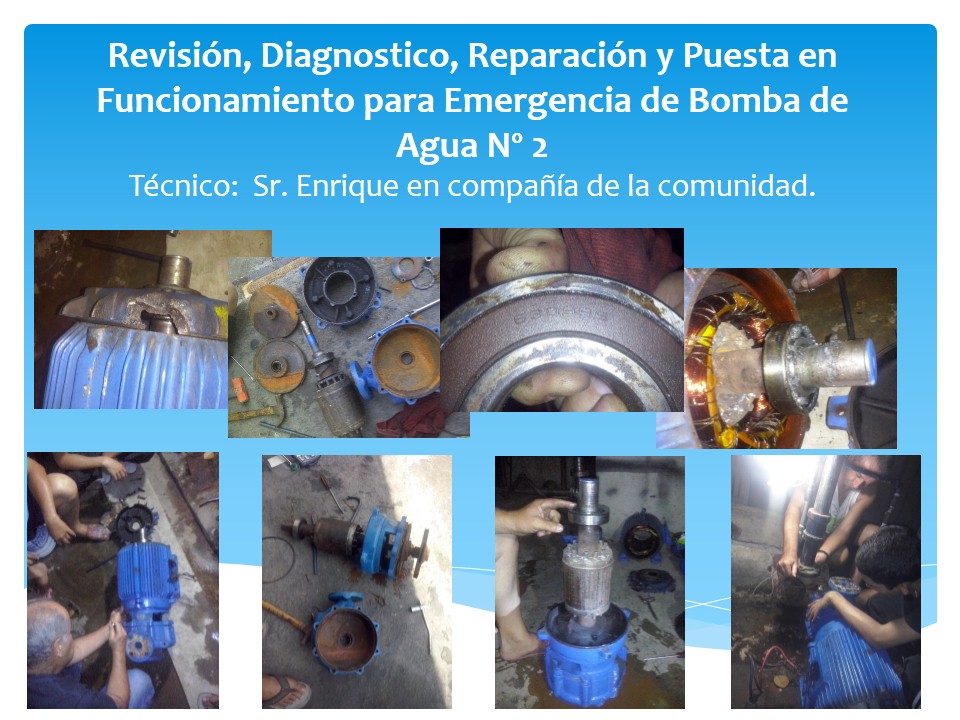 Revisión, Diagnostico, Reparación y Puesta en
Funcionamiento para Emergencia de Bomba de
Agua Nº 2
Técnico:  Sr. Enrique en compañía de la comunidad.